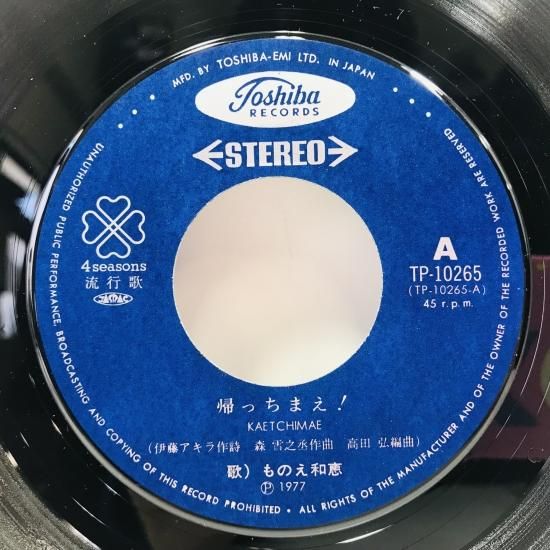 MFD. BY TOSHIBA-EMI LTD. IN JAPAN
Toshiba
RECORDS
STEREO
4 seasons
流行歌
JASRAC
A
TP-10265
(TP-10265-A)
45 r.p.m.
帰っちまえ!
KAETCHIMAE
(伊藤アキラ作詩 森 雪之丞作曲 高田 弘編曲)
歌) ものえ和恵
Ⓟ 1977
UNAUTHORIZED PUBLIC PERFORMANCE, BROADCASTING AND COPYING OF THIS RECORD PROHIBITED • ALL RIGHTS OF THE MANUFACTURER AND OF THE OWNER OF THE RECORDED WORK ARE RESERVED